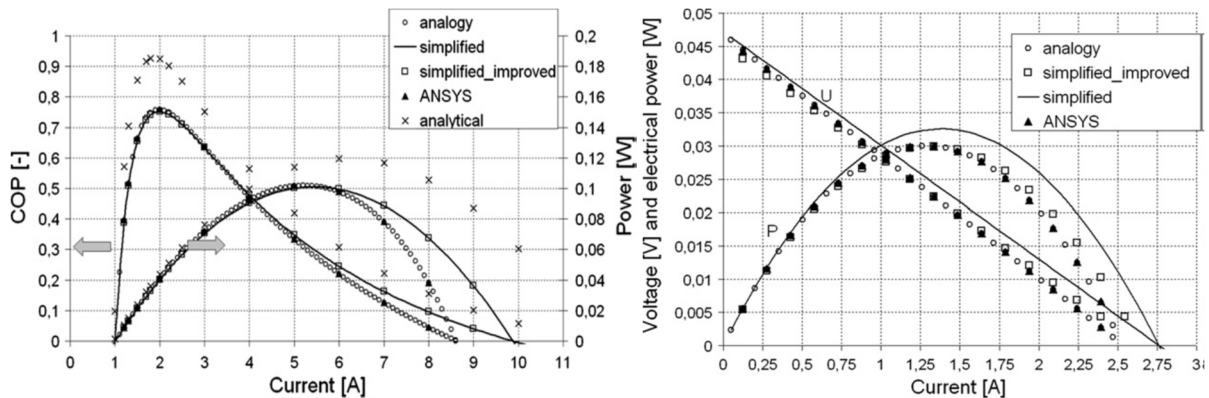 analogy
simplified
simplified_improved
ANSYS
analytical
COP [-]
1
0,9
0,8
0,7
0,6
0,5
0,4
0,3
0,2
0,1
0
0,2
0,18
0,16
0,14
0,12
0,1
0,08
0,06
0,04
0,02
0
Power [W]
0 1 2 3 4 5 6 7 8 9 10 11
Current [A]
Voltage [V] and electrical power [W]
0,05
0,045
0,04
0,035
0,03
0,025
0,02
0,015
0,01
0,005
0
analogy
simplified_improved
simplified
ANSYS
U
P
0 0,25 0,5 0,75 1 1,25 1,5 1,75 2 2,25 2,5 2,75 3
Current [A]